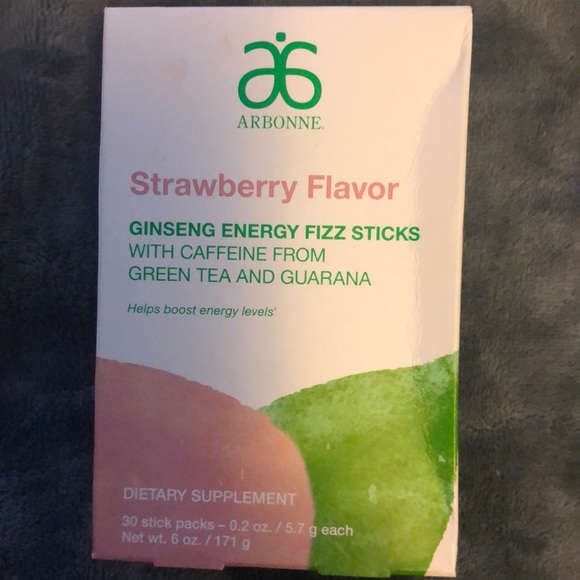 ARBONNE.
Strawberry Flavor
GINSENG ENERGY FIZZ STICKS
WITH CAFFEINE FROM
GREEN TEA AND GUARANA
Helps boost energy levels†
DIETARY SUPPLEMENT
30 stick packs – 0.2 oz. / 5.7 g each
Net wt. 6 oz. / 171 g